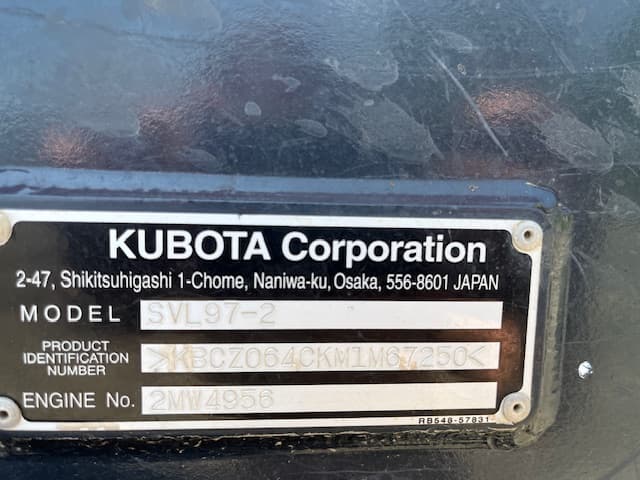 KUBOTA Corporation
2-47, Shikitsuhigashi 1-Chome, Naniwa-ku, Osaka, 556-8601 JAPAN
MODEL SVL97-2
PRODUCT
IDENTIFICATION
NUMBER
>KBCZ064CKM1M67250<
ENGINE No. 2MW4956
RB548-57831